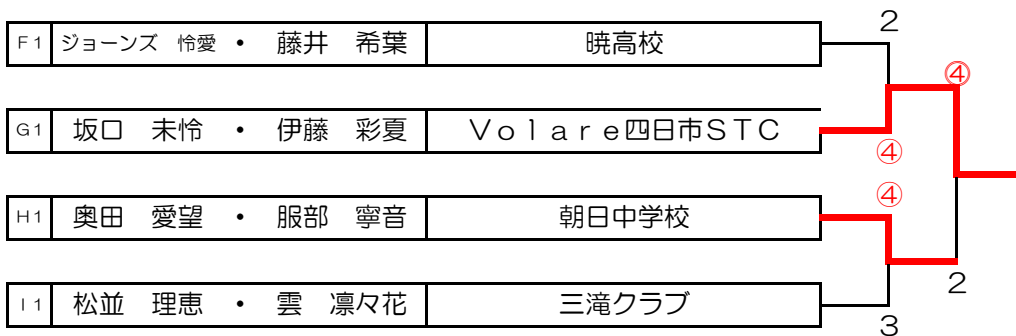 2
F1 ジョーンズ 怜愛 ・ 藤井 希葉 暁高校
④
G1 坂口 未怜 ・ 伊藤 彩夏 Volare四日市STC
④
④
H1 奥田 愛望 ・ 服部 寧音 朝日中学校
2
I1 松並 理恵 ・ 雲 凛々花 三滝クラブ
3